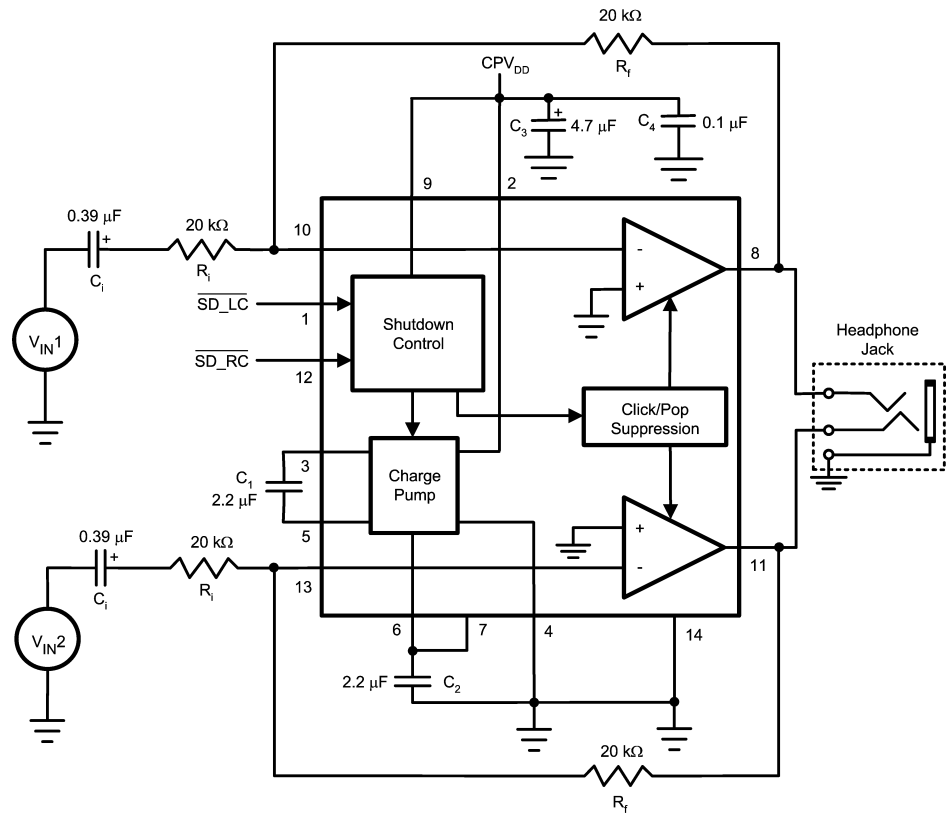 20 kΩ
Rf
CPVDD
C3
+
4.7 µF
C4
0.1 µF
9
2
0.39 µF
+
Ci
20 kΩ
Ri
10
-
+
8
VIN1
SD_LC
1
SD_RC
12
Shutdown
Control
Click/Pop
Suppression
Headphone
Jack
3
C1
2.2 µF
5
Charge
Pump
0.39 µF
+
Ci
20 kΩ
Ri
13
+
-
11
VIN2
6
7
4
14
2.2 µF
C2
20 kΩ
Rf